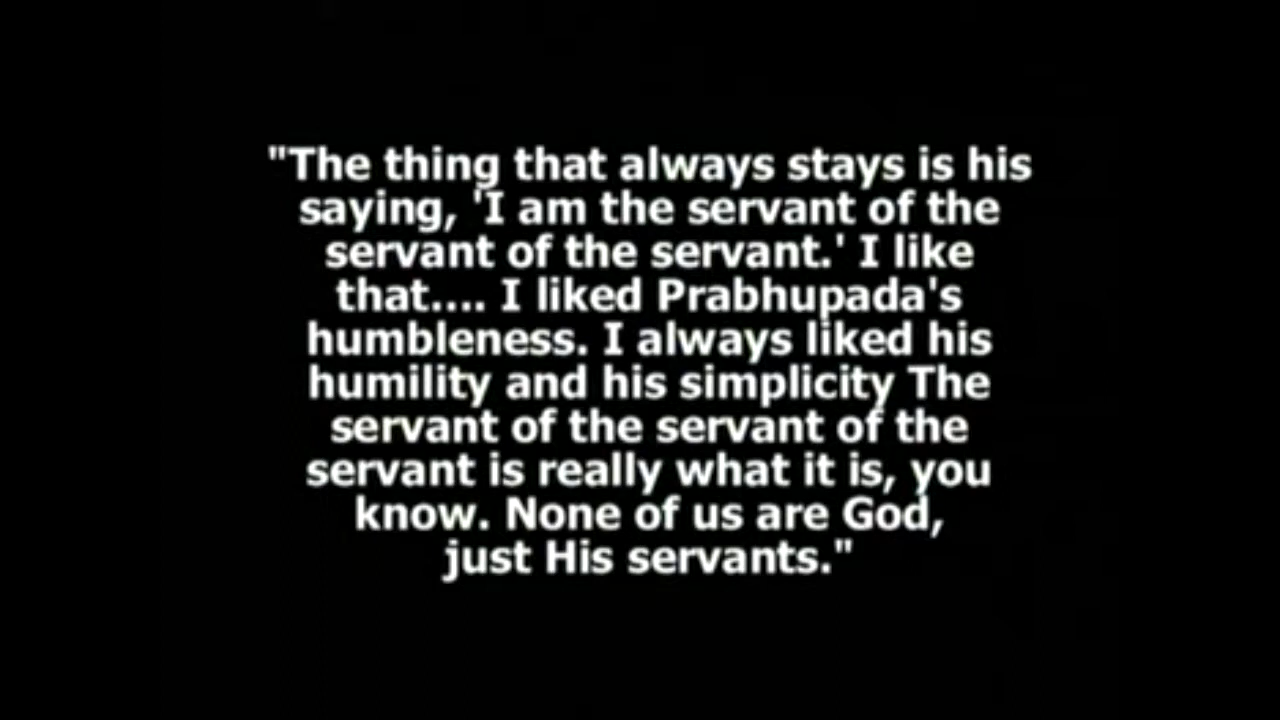 "The thing that always stays is his
saying, 'I am the servant of the
servant of the servant.' I like
that.... I liked Prabhupada's
humbleness. I always liked his
humility and his simplicity The
servant of the servant of the
servant is really what it is, you
know. None of us are God,
just His servants."